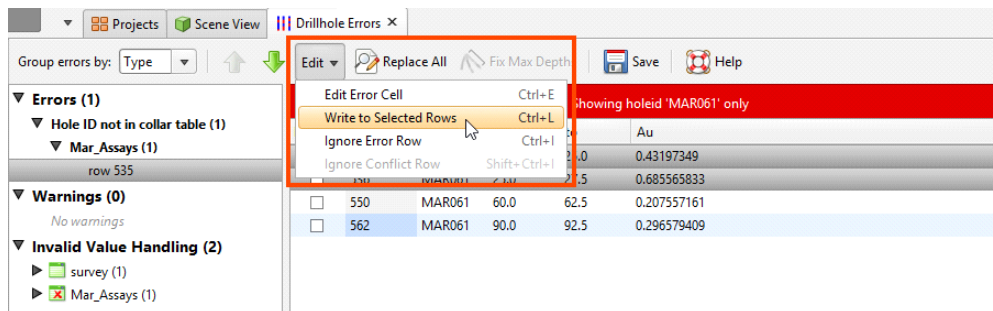 Projects Scene View Drillhole Errors
Group errors by: Type Edit Replace All Fix Max Depth Save Help
Errors (1)
Hole ID not in collar table (1)
Mar_Assays (1)
row 535
Warnings (0)
No warnings
Invalid Value Handling (2)
survey (1)
Mar_Assays (1)
Edit Error Cell Ctrl+E
Write to Selected Rows Ctrl+L
Ignore Error Row Ctrl+I
Ignore Conflict Row Shift+Ctrl+I
Showing holeid 'MAR061' only
Au
0.43197349
0.685565833
550 MAR061 60.0 62.5 0.207557161
562 MAR061 90.0 92.5 0.296579409